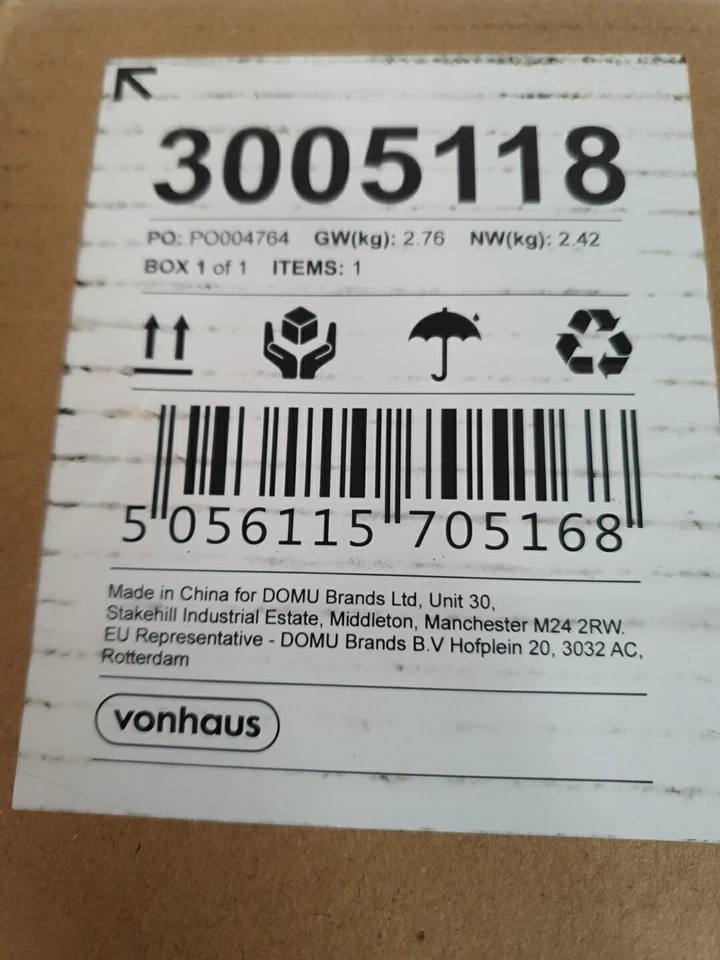 3005118
PO: PO004764 GW(kg): 2.76 NW(kg): 2.42
BOX 1 of 1 ITEMS: 1
5 056115 705168
Made in China for DOMU Brands Ltd, Unit 30,
Stakehill Industrial Estate, Middleton, Manchester M24 2RW.
EU Representative - DOMU Brands B.V Hofplein 20, 3032 AC,
Rotterdam
vonhaus